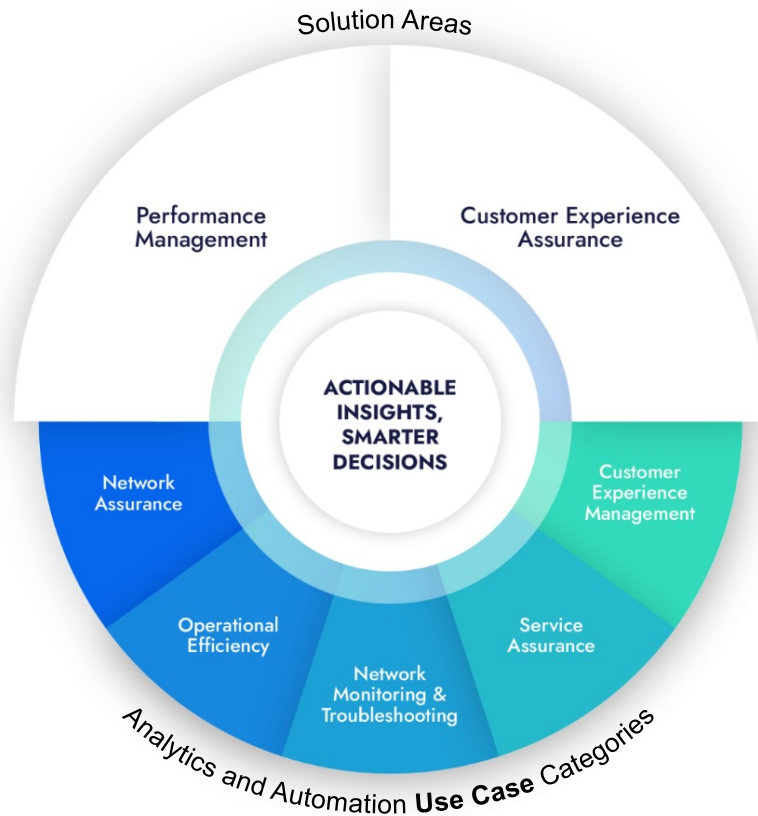 Solution Areas
Performance
Management
Customer Experience
Assurance
ACTIONABLE
INSIGHTS,
SMARTER
DECISIONS
Network
Assurance
Operational
Efficiency
Network
Monitoring &
Troubleshooting
Service
Assurance
Customer
Experience
Management
Analytics and Automation Use Case Categories